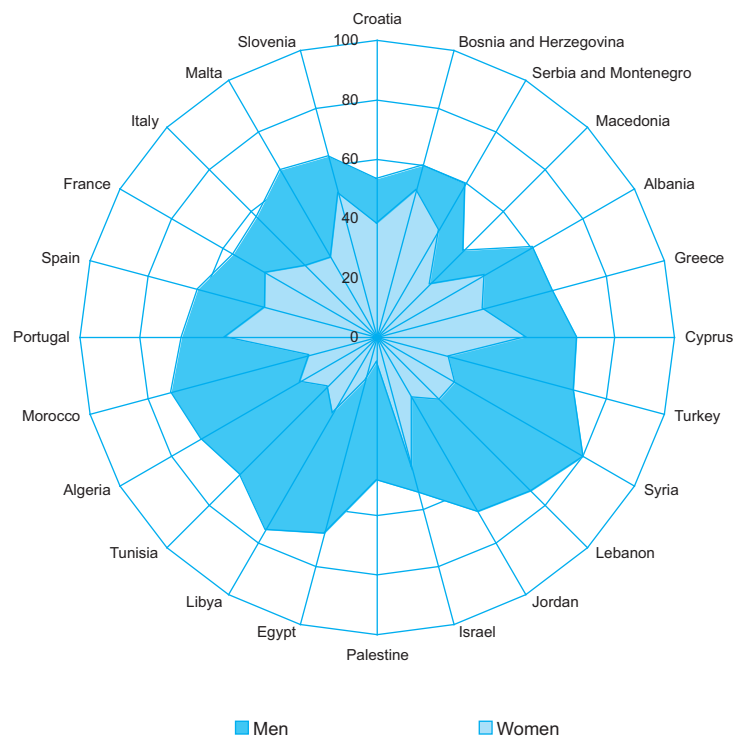 Croatia
Bosnia and Herzegovina
Serbia and Montenegro
Macedonia
Albania
Greece
Cyprus
Turkey
Syria
Lebanon
Jordan
Israel
Palestine
Egypt
Libya
Tunisia
Algeria
Morocco
Portugal
Spain
France
Italy
Malta
Slovenia
100
80
60
40
20
0
Men
Women